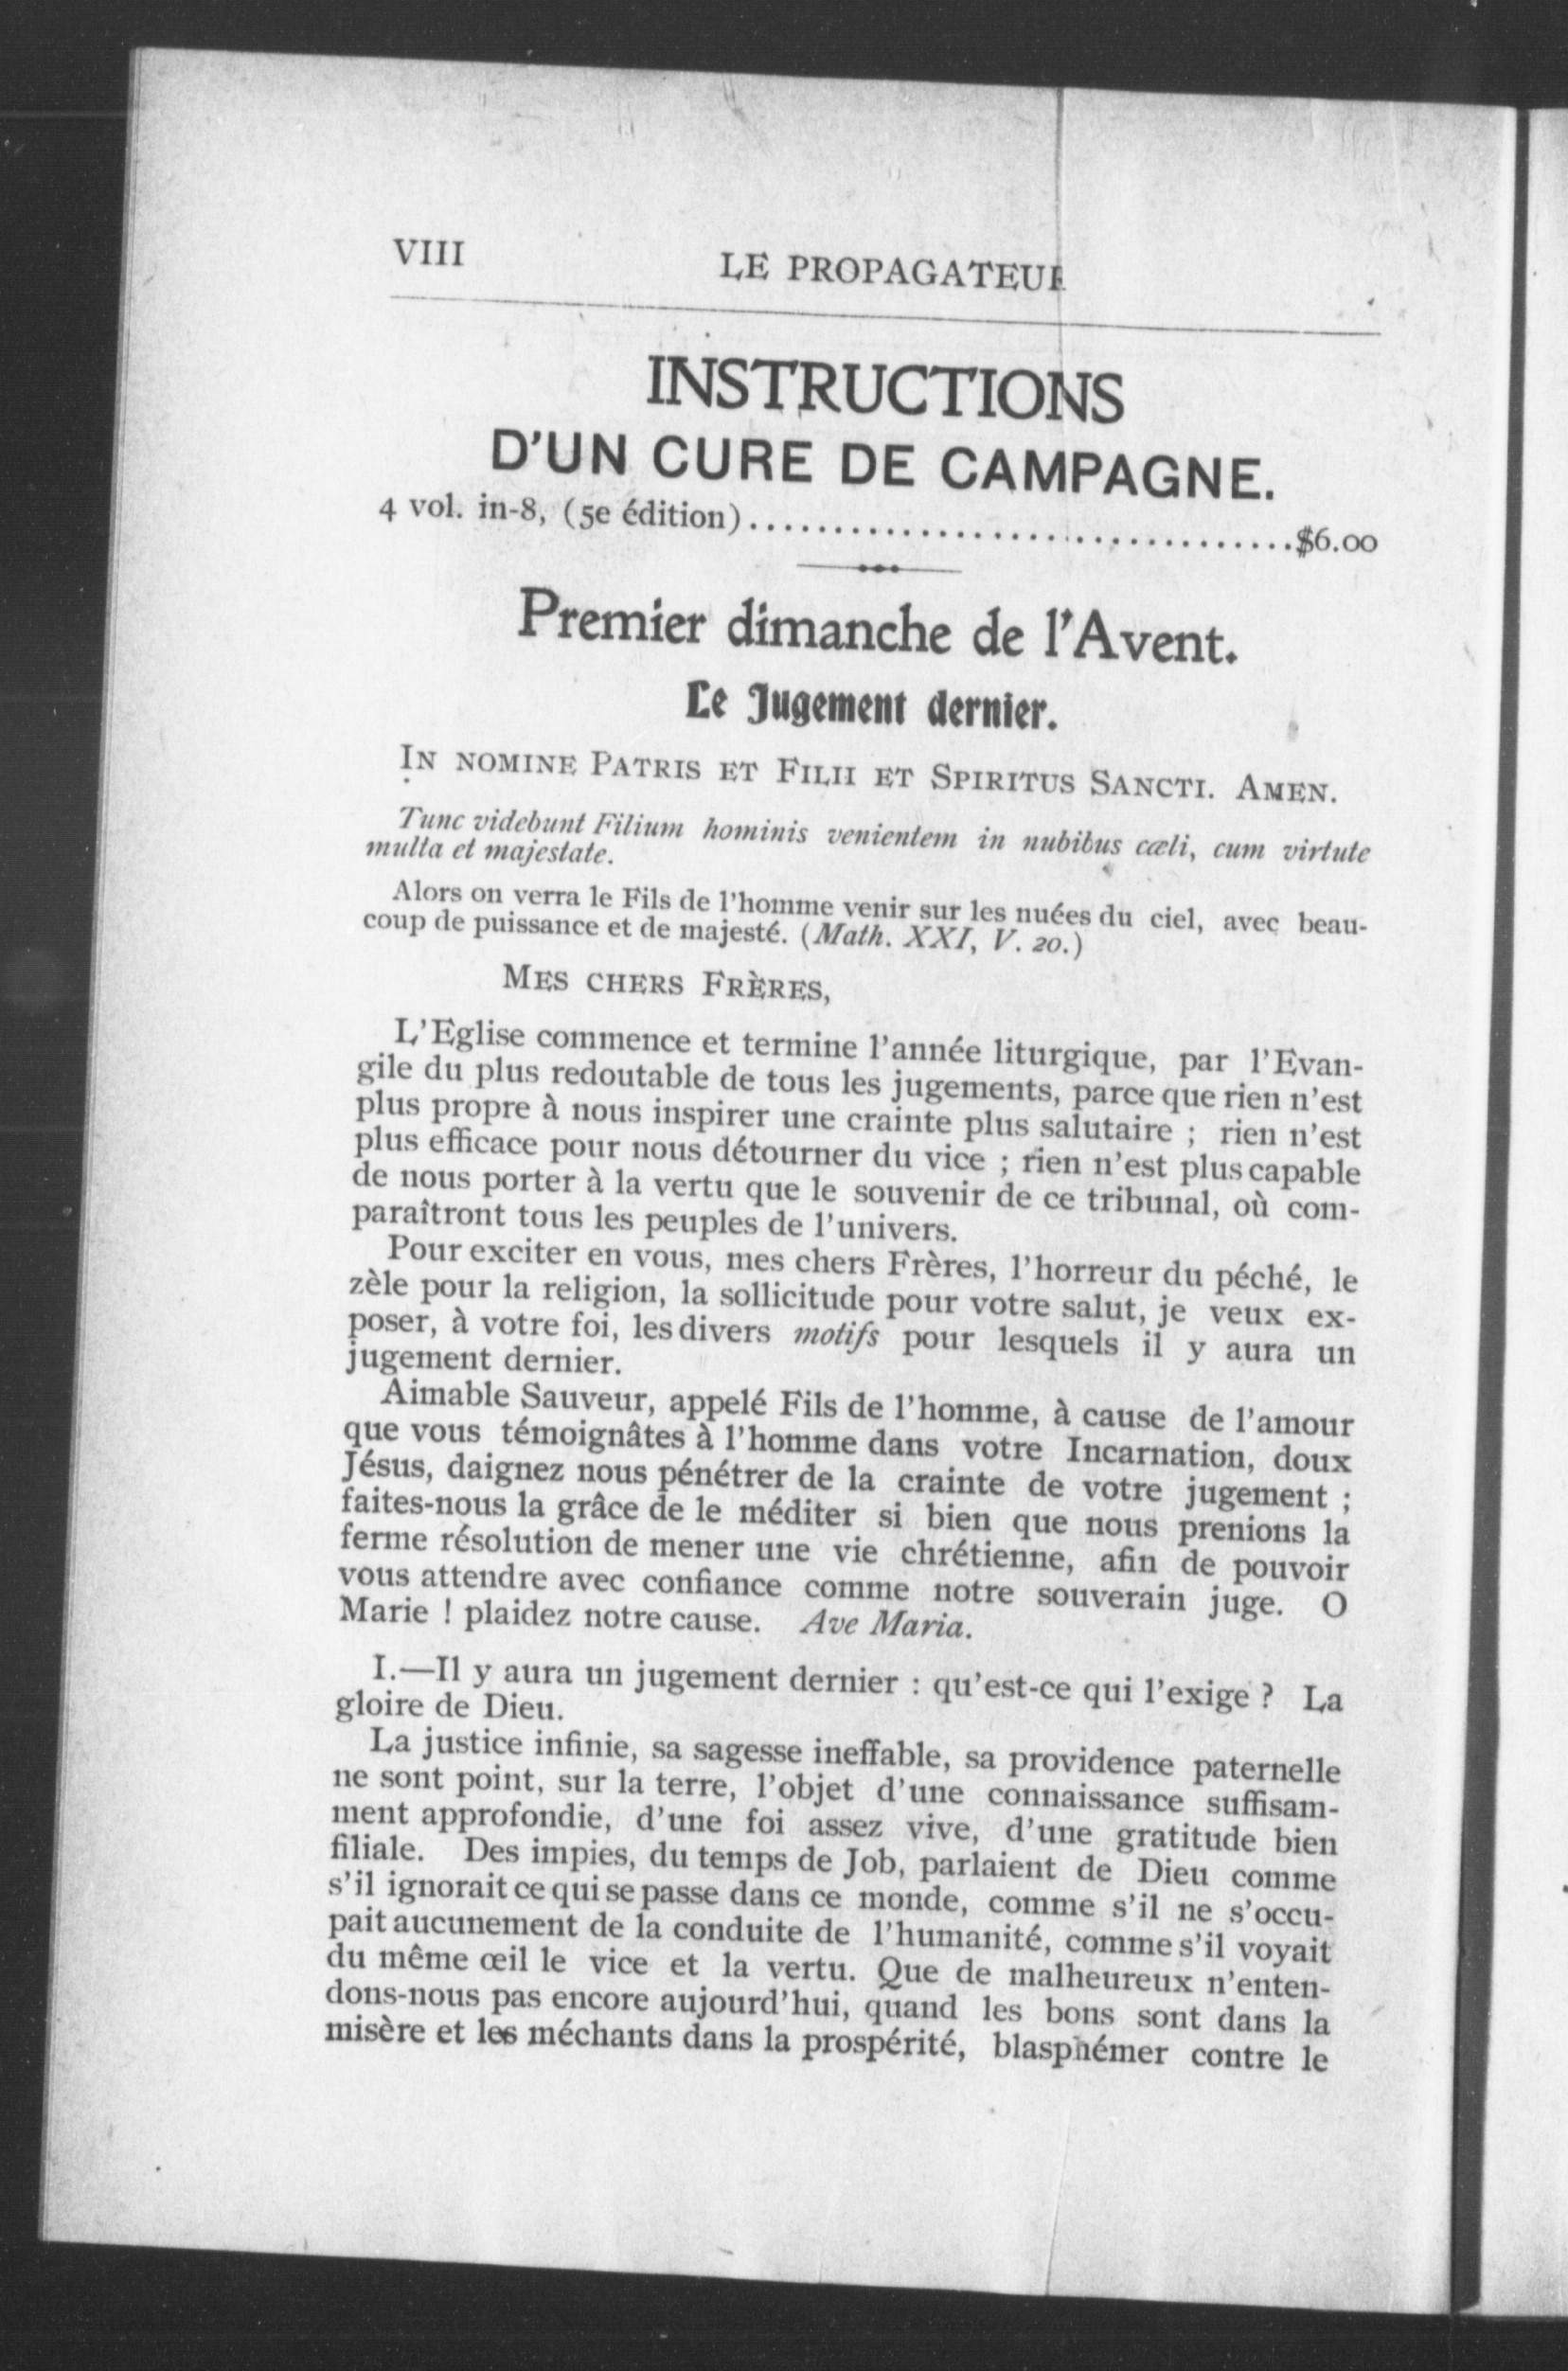 VIII
LE PROPAGATEUR
INSTRUCTIONS
D'UN CURE DE CAMPAGNE.
4 vol. in-8, (5e édition)..................................$6.00
Premier dimanche de l'Avent.
Le Jugement dernier.
IN NOMINE PATRIS ET FILII ET SPIRITUS SANCTI. AMEN.
Tunc videbunt Filium hominis venientem in nubibus cæli, cum virtute
multa et majestate.
Alors on verra le Fils de l'homme venir sur les nuées du ciel, avec beau-
coup de puissance et de majesté. (Math. XXI, V. 20.)
MES CHERS FRÈRES,
L'Eglise commence et termine l'année liturgique, par l'Evan-
gile du plus redoutable de tous les jugements, parce que rien n'est
plus propre à nous inspirer une crainte plus salutaire ; rien n'est
plus efficace pour nous détourner du vice ; rien n'est plus capable
de nous porter à la vertu que le souvenir de ce tribunal, où com-
paraîtront tous les peuples de l'univers.
Pour exciter en vous, mes chers Frères, l'horreur du péché, le
zèle pour la religion, la sollicitude pour votre salut, je veux ex-
poser, à votre foi, les divers motifs pour lesquels il y aura un
jugement dernier.
Aimable Sauveur, appelé Fils de l'homme, à cause de l'amour
que vous témoignâtes à l'homme dans votre Incarnation, doux
Jésus, daignez nous pénétrer de la crainte de votre jugement ;
faites-nous la grâce de le méditer si bien que nous prenions la
ferme résolution de mener une vie chrétienne, afin de pouvoir
vous attendre avec confiance comme notre souverain juge. O
Marie ! plaidez notre cause. Ave Maria.
I.—Il y aura un jugement dernier : qu'est-ce qui l'exige ? La
gloire de Dieu.
La justice infinie, sa sagesse ineffable, sa providence paternelle
ne sont point, sur la terre, l'objet d'une connaissance suffisam-
ment approfondie, d'une foi assez vive, d'une gratitude bien
filiale. Des impies, du temps de Job, parlaient de Dieu comme
s'il ignorait ce qui se passe dans ce monde, comme s'il ne s'occu-
pait aucunement de la conduite de l'humanité, comme s'il voyait
du même œil le vice et la vertu. Que de malheureux n'enten-
dons-nous pas encore aujourd'hui, quand les bons sont dans la
misère et les méchants dans la prospérité, blasphémer contre le